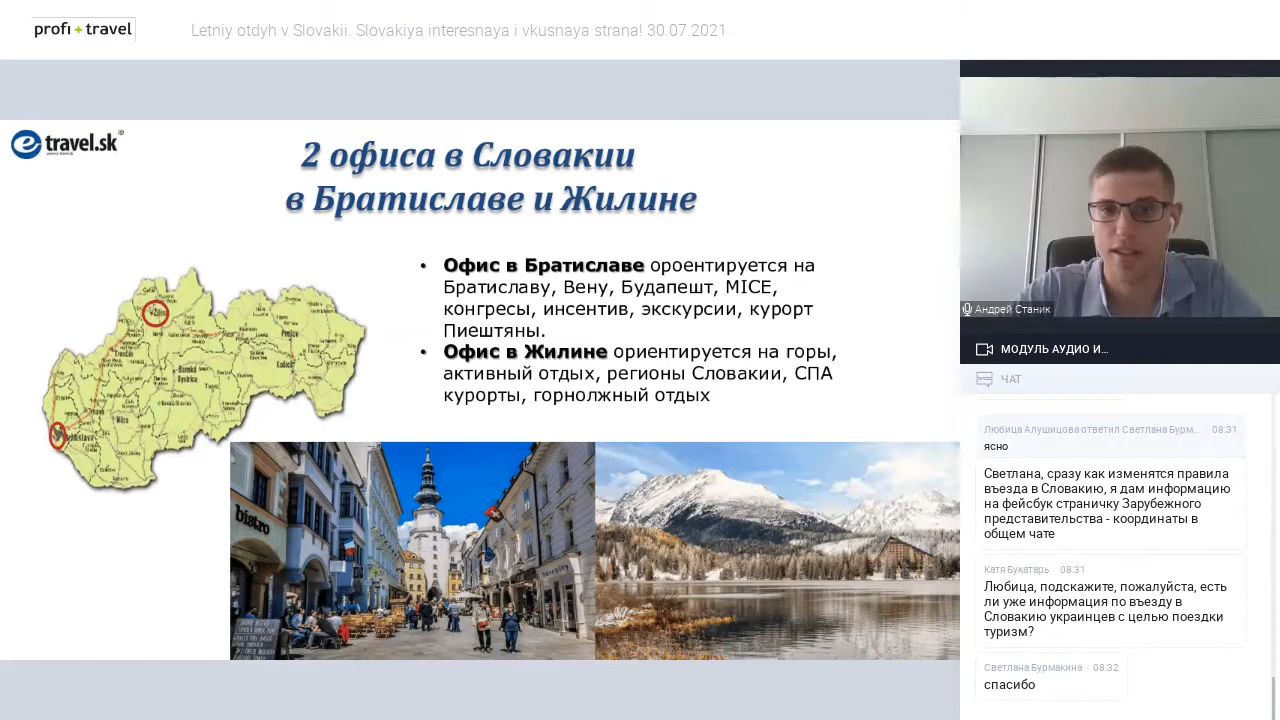 profi + travel
Letniy otdyh v Slovakii. Slovakiya interesnaya i vkusnaya strana! 30.07.2021
e travel.sk®
2 офиса в Словакии
в Братиславе и Жилине
• Офис в Братиславе ороентируется на
Братиславу, Вену, Будапешт, MICE,
конгресы, инсентив, экскурсии, курорт
Пиештяны.
• Офис в Жилине ориентируется на горы,
активный отдых, регионы Словакии, СПА
курорты, горнолжный отдых
bistro
Андрей Станик
МОДУЛЬ АУДИО И...
ЧАТ
Любица Алушицова ответил Светлана Бурм... 08:31
ясно
Светлана, сразу как изменятся правила
въезда в Словакию, я дам информацию
на фейсбук страничку Зарубежного
представительства - координаты в
общем чате
Катя Букатарь · 08:31
Любица, подскажите, пожалуйста, есть
ли уже информация по въезду в
Словакию украинцев с целью поездки
туризм?
Светлана Бурмакина · 08:32
спасибо